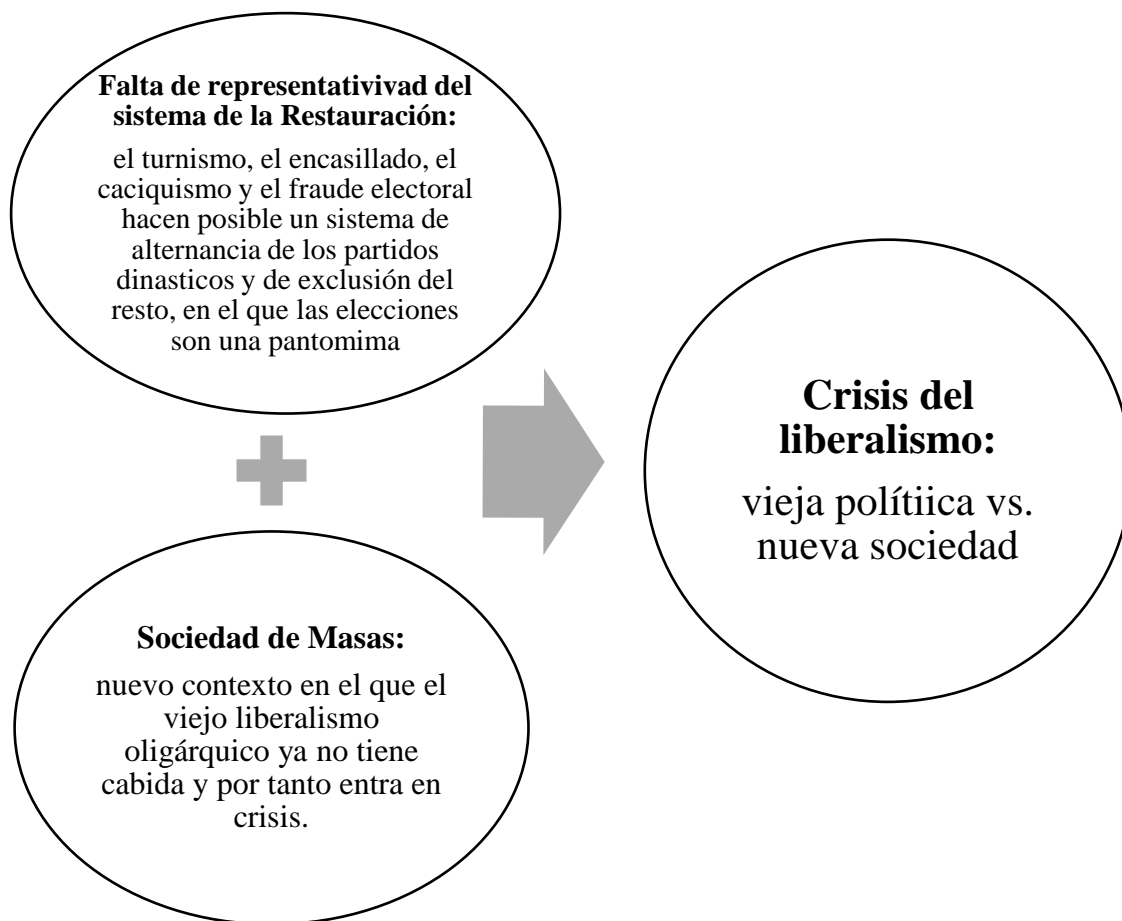 Falta de representativivad del
sistema de la Restauración:
el turnismo, el encasillado, el
caciquismo y el fraude electoral
hacen posible un sistema de
alternancia de los partidos
dinasticos y de exclusión del
resto, en el que las elecciones
son una pantomima
Sociedad de Masas:
nuevo contexto en el que el
viejo liberalismo
oligárquico ya no tiene
cabida y por tanto entra en
crisis.
Crisis del
liberalismo:
vieja polítiica vs.
nueva sociedad